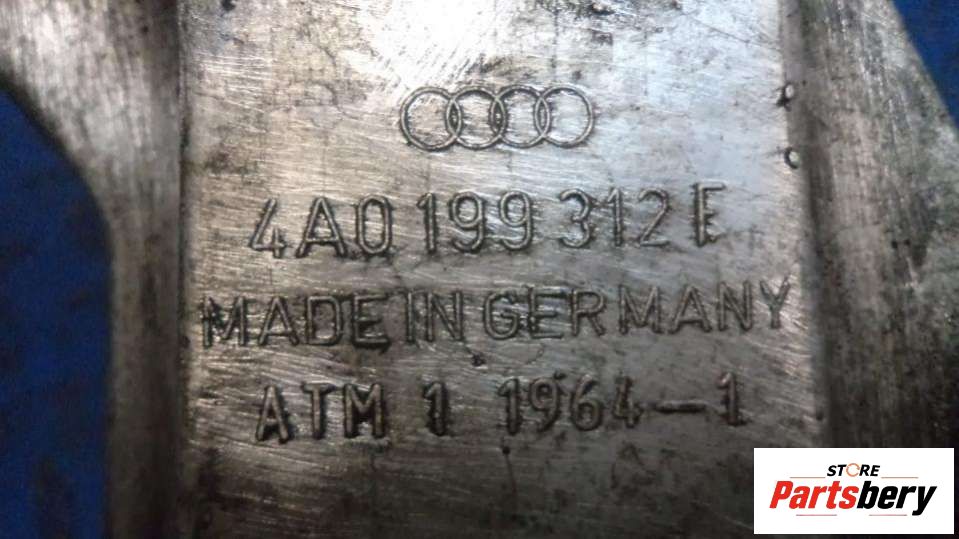 4A0 199 312 E
MADE IN GERMANY
ATM 1 1964-1
STORE
Partsbery